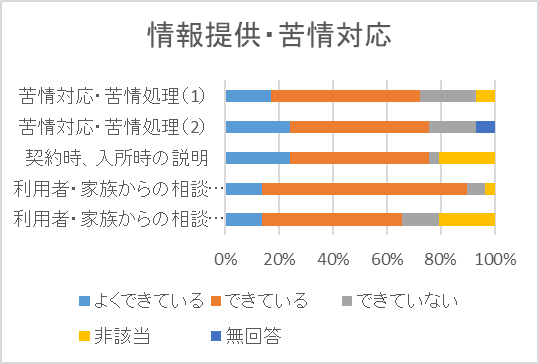 情報提供・苦情対応
苦情対応・苦情処理（1）
苦情対応・苦情処理（2）
契約時、入所時の説明
利用者・家族からの相談…
利用者・家族からの相談…
0% 20% 40% 60% 80% 100%
よくできている できている できていない
非該当 無回答